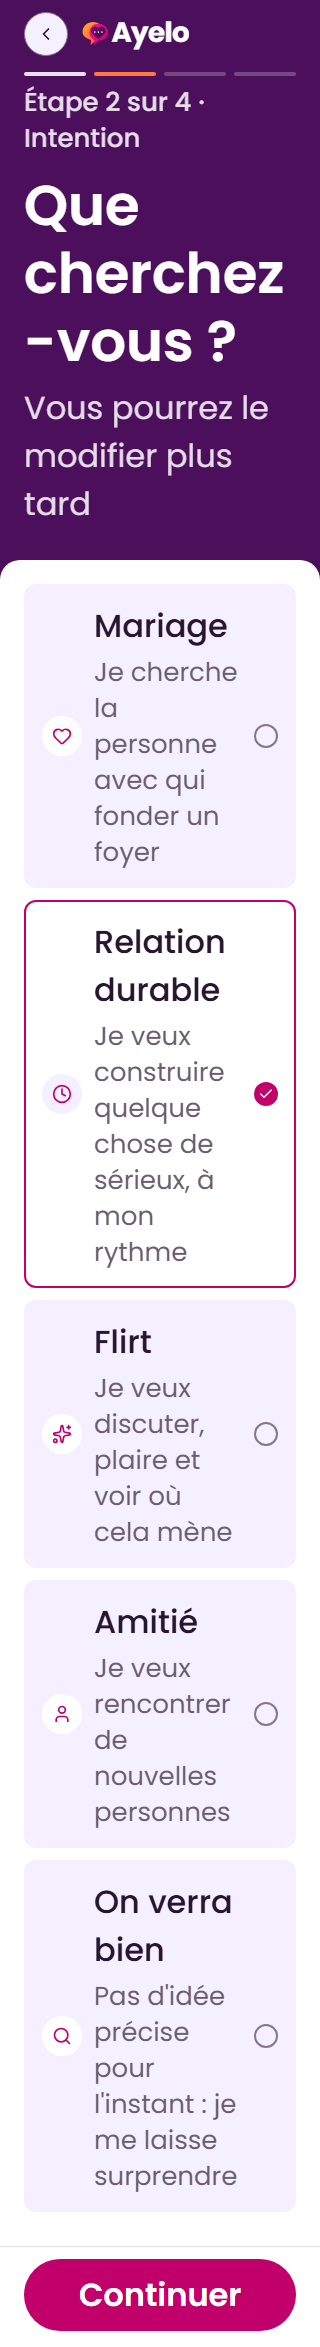 Ayelo
Étape 2 sur 4 ·
Intention
Que
cherchez
-vous ?
Vous pourrez le
modifier plus
tard
Mariage
Je cherche
la
personne
avec qui
fonder un
foyer
Relation
durable
Je veux
construire
quelque
chose de
sérieux, à
mon
rythme
Flirt
Je veux
discuter,
plaire et
voir où
cela mène
Amitié
Je veux
rencontrer
de
nouvelles
personnes
On verra
bien
Pas d'idée
précise
pour
l'instant : je
me laisse
surprendre
Continuer